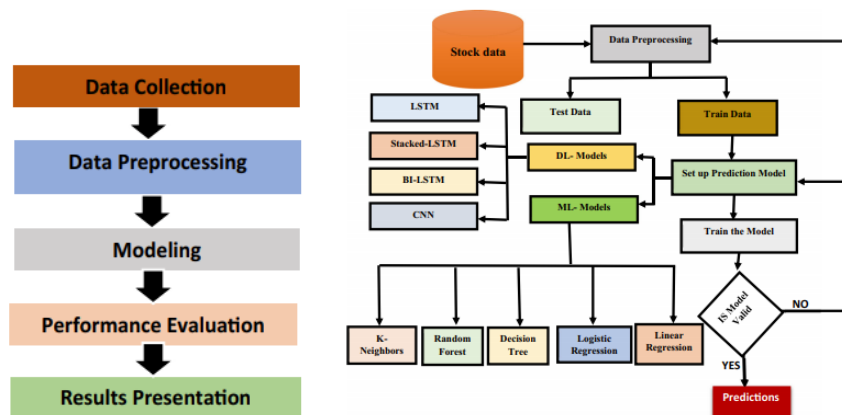 Data Collection
Data Preprocessing
Modeling
Performance Evaluation
Results Presentation
Stock data
Data Preprocessing
Test Data
Train Data
LSTM
Stacked-LSTM
BI-LSTM
CNN
DL- Models
ML- Models
Set up Prediction Model
Train the Model
K-
Neighbors
Random
Forest
Decision
Tree
Logistic
Regression
Linear
Regression
IS Model
Valid
NO
YES
Predictions